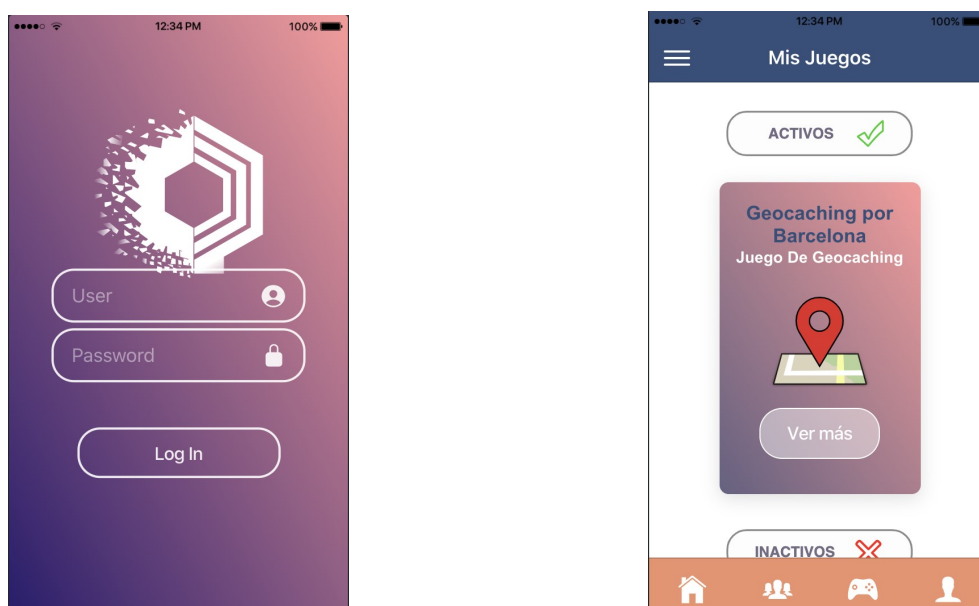 12:34 PM
100%
User
Password
Log In
12:34 PM
100%
Mis Juegos
ACTIVOS
Geocaching por
Barcelona
Juego De Geocaching
Ver más
INACTIVOS